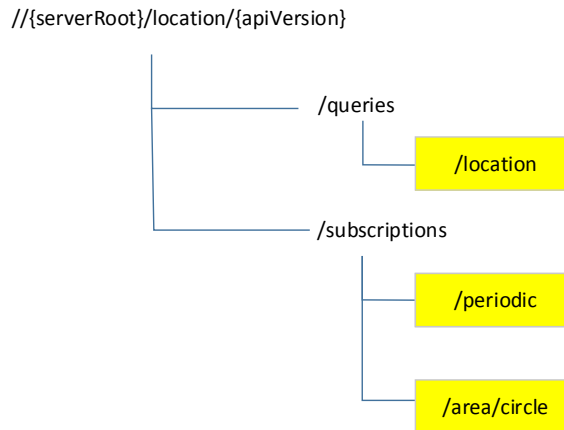 //{serverRoot}/location/{apiVersion}
/queries
/location
/subscriptions
/periodic
/area/circle